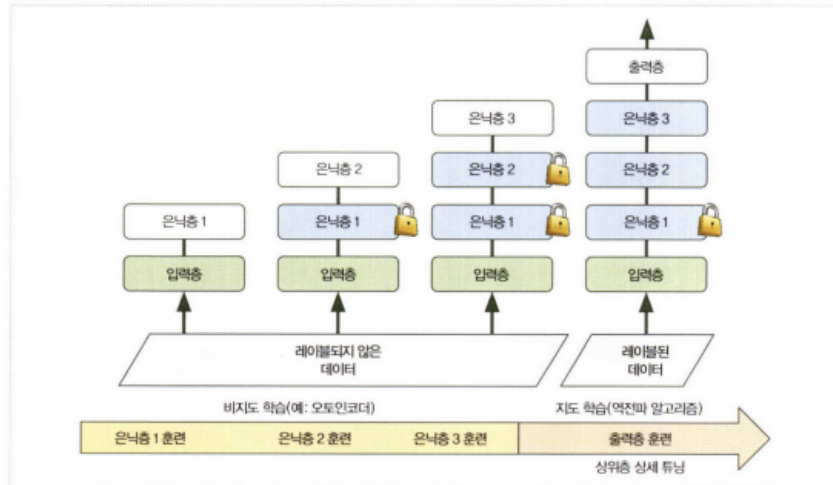 출력층
은닉층 3
은닉층 3
은닉층 2
은닉층 2
은닉층 2
은닉층 1
은닉층 1
은닉층 1
은닉층 1
입력층
입력층
입력층
입력층
레이블되지 않은
데이터
레이블된
데이터
비지도 학습(예: 오토인코더)
지도 학습(역전파 알고리즘)
은닉층 1 훈련
은닉층 2 훈련
은닉층 3 훈련
출력층 훈련
상위층 상세 튜닝